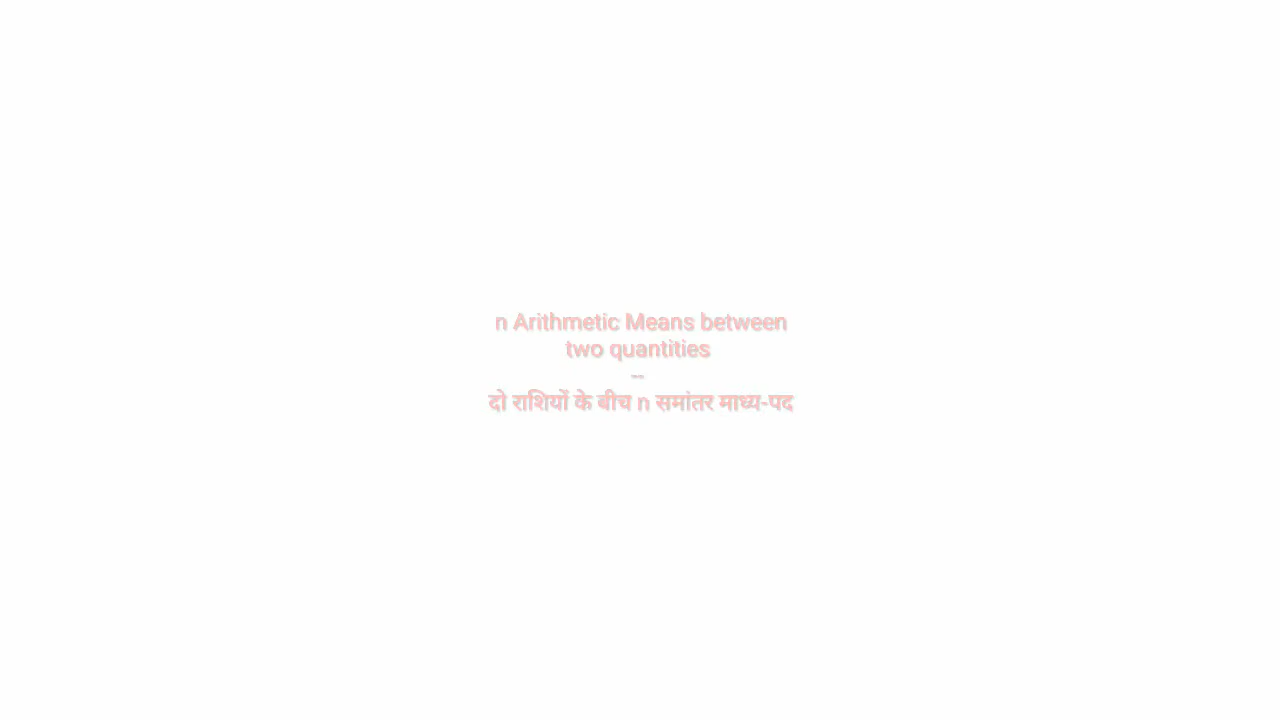 n Arithmetic Means between
two quantities
--
दो राशियों के बीच n समांतर माध्य-पद